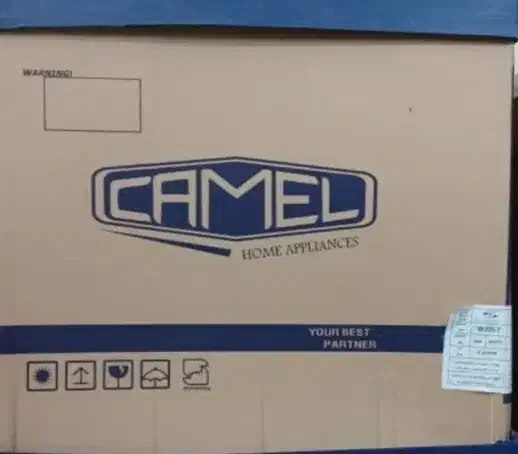 WARNING!
CAMEL
HOME APPLIANCES
YOUR BEST
PARTNER